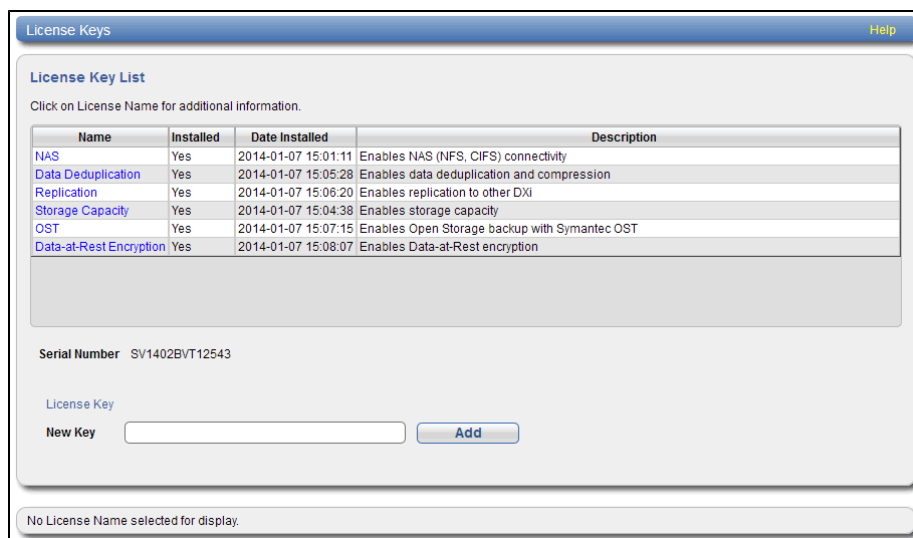 License Keys Help
License Key List
Click on License Name for additional information.
Name Installed Date Installed Description
NAS Yes 2014-01-07 15:01:11 Enables NAS (NFS, CIFS) connectivity
Data Deduplication Yes 2014-01-07 15:05:28 Enables data deduplication and compression
Replication Yes 2014-01-07 15:06:20 Enables replication to other DXi
Storage Capacity Yes 2014-01-07 15:04:38 Enables storage capacity
OST Yes 2014-01-07 15:07:15 Enables Open Storage backup with Symantec OST
Data-at-Rest Encryption Yes 2014-01-07 15:08:07 Enables Data-at-Rest encryption
Serial Number SV1402BVT12543
License Key
New Key Add
No License Name selected for display.